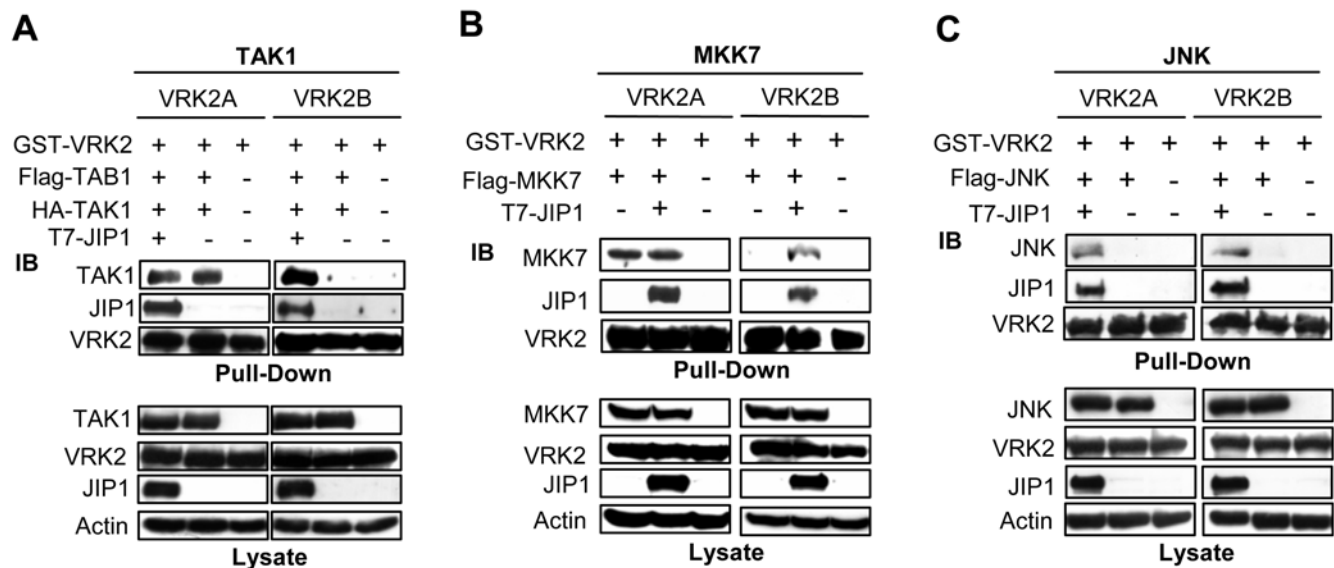 A
TAK1
VRK2A VRK2B
GST-VRK2 + + + + + +
Flag-TAB1 + + - + + -
HA-TAK1 + + - + + -
T7-JIP1 + - - + - -
IB
TAK1
JIP1
VRK2
Pull-Down
TAK1
VRK2
JIP1
Actin
Lysate
B
MKK7
VRK2A VRK2B
GST-VRK2 + + + + + +
Flag-MKK7 + + - + + -
T7-JIP1 - + - - + -
IB
MKK7
JIP1
VRK2
Pull-Down
MKK7
VRK2
JIP1
Actin
Lysate
C
JNK
VRK2A VRK2B
GST-VRK2 + + + + + +
Flag-JNK + + - + + -
T7-JIP1 + - - + - -
IB
JNK
JIP1
VRK2
Pull-Down
JNK
VRK2
JIP1
Actin
Lysate